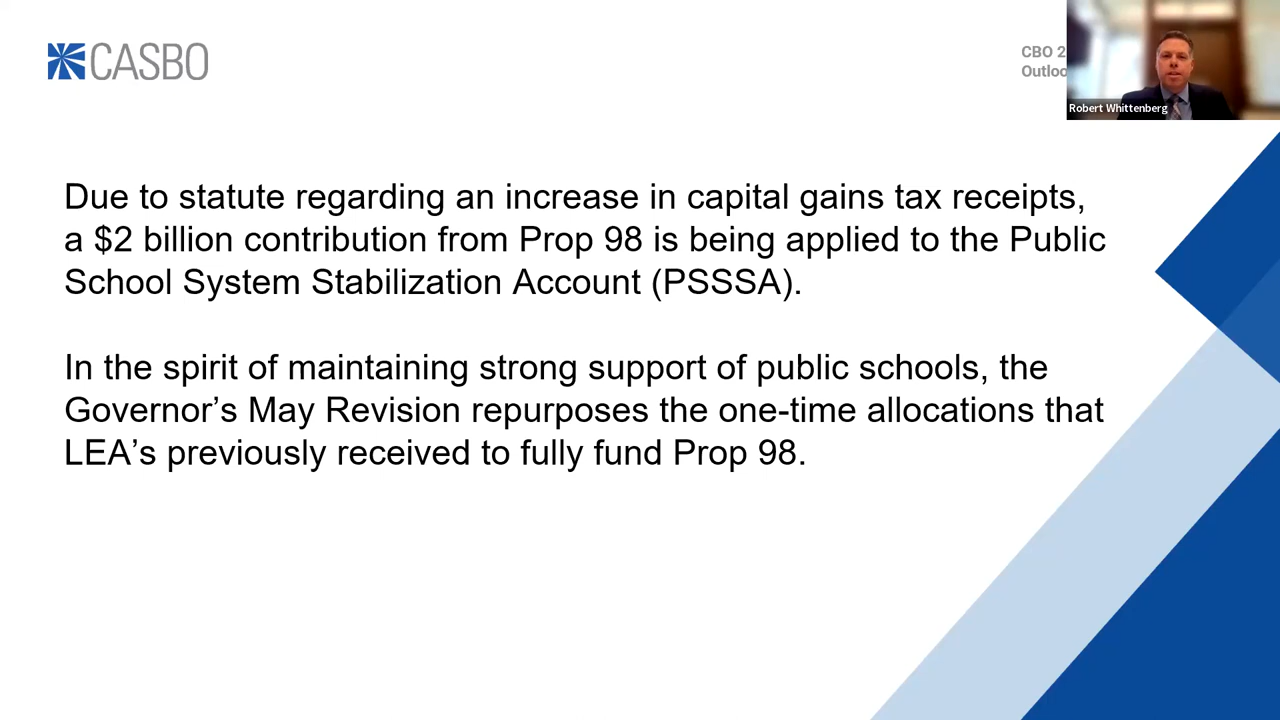 CASBO
CBO 2
Outloo
Robert Whittenberg
Due to statute regarding an increase in capital gains tax receipts,
a $2 billion contribution from Prop 98 is being applied to the Public
School System Stabilization Account (PSSSA).
In the spirit of maintaining strong support of public schools, the
Governor’s May Revision repurposes the one-time allocations that
LEA’s previously received to fully fund Prop 98.